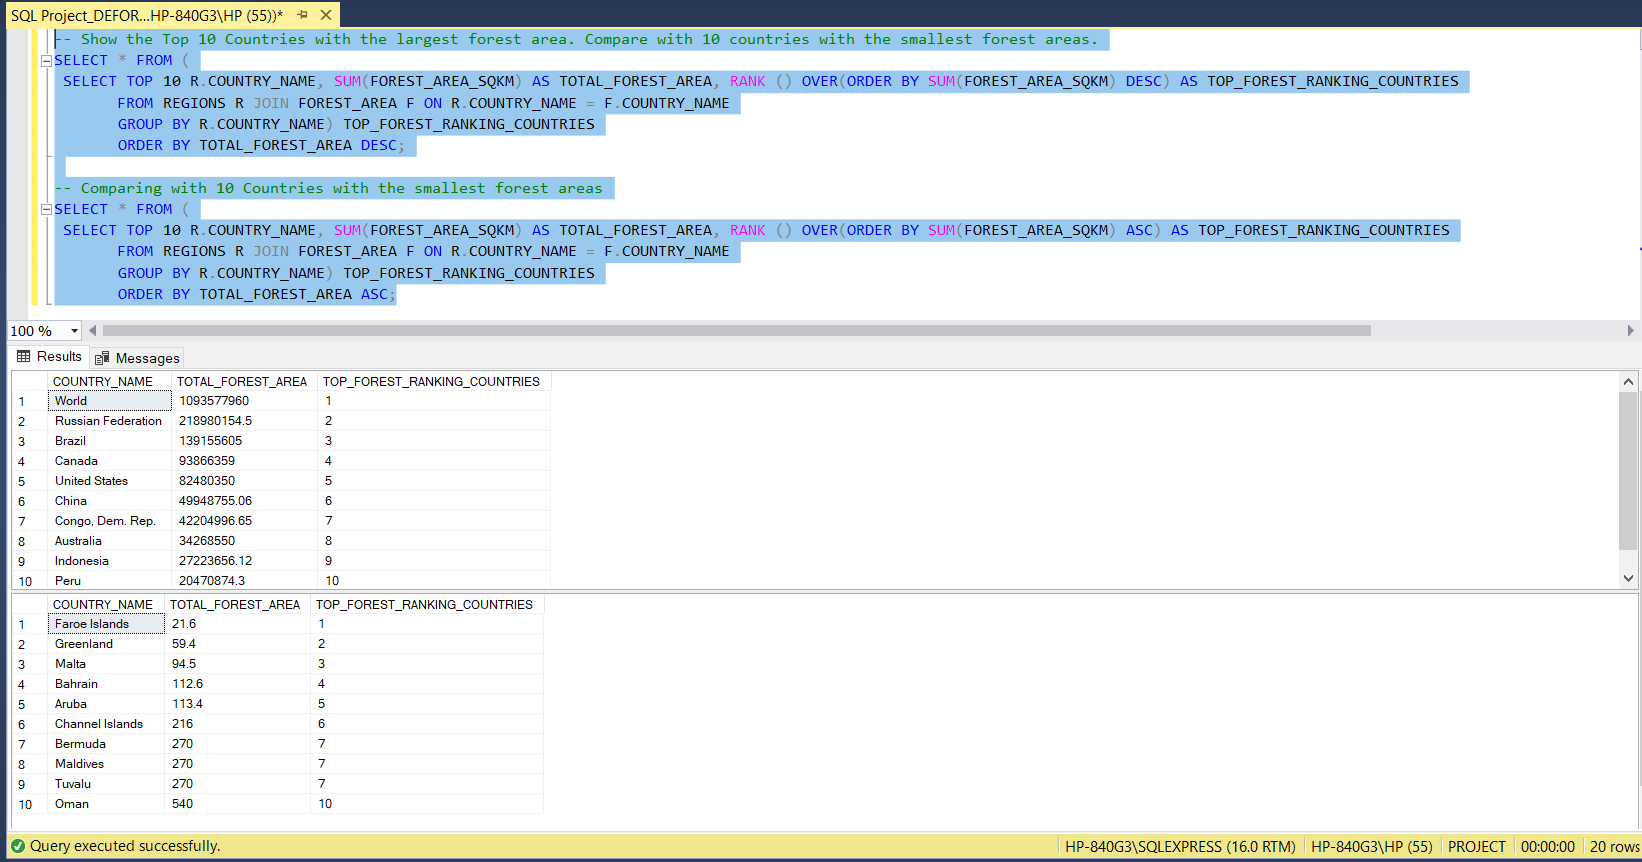 SQL Project_DEFOR...HP-840G3\HP (55))*
-- Show the Top 10 Countries with the largest forest area. Compare with 10 countries with the smallest forest areas.
SELECT * FROM (
SELECT TOP 10 R.COUNTRY_NAME, SUM(FOREST_AREA_SQKM) AS TOTAL_FOREST_AREA, RANK () OVER(ORDER BY SUM(FOREST_AREA_SQKM) DESC) AS TOP_FOREST_RANKING_COUNTRIES
FROM REGIONS R JOIN FOREST_AREA F ON R.COUNTRY_NAME = F.COUNTRY_NAME
GROUP BY R.COUNTRY_NAME) TOP_FOREST_RANKING_COUNTRIES
ORDER BY TOTAL_FOREST_AREA DESC;
-- Comparing with 10 Countries with the smallest forest areas
SELECT * FROM (
SELECT TOP 10 R.COUNTRY_NAME, SUM(FOREST_AREA_SQKM) AS TOTAL_FOREST_AREA, RANK () OVER(ORDER BY SUM(FOREST_AREA_SQKM) ASC) AS TOP_FOREST_RANKING_COUNTRIES
FROM REGIONS R JOIN FOREST_AREA F ON R.COUNTRY_NAME = F.COUNTRY_NAME
GROUP BY R.COUNTRY_NAME) TOP_FOREST_RANKING_COUNTRIES
ORDER BY TOTAL_FOREST_AREA ASC;
100 %
Results Messages
COUNTRY_NAME TOTAL_FOREST_AREA TOP_FOREST_RANKING_COUNTRIES
1 World 1093577960 1
2 Russian Federation 218980154.5 2
3 Brazil 139155605 3
4 Canada 93866359 4
5 United States 82480350 5
6 China 49948755.06 6
7 Congo, Dem. Rep. 42204996.65 7
8 Australia 34268550 8
9 Indonesia 27223656.12 9
10 Peru 20470874.3 10
COUNTRY_NAME TOTAL_FOREST_AREA TOP_FOREST_RANKING_COUNTRIES
1 Faroe Islands 21.6 1
2 Greenland 59.4 2
3 Malta 94.5 3
4 Bahrain 112.6 4
5 Aruba 113.4 5
6 Channel Islands 216 6
7 Bermuda 270 7
8 Maldives 270 7
9 Tuvalu 270 7
10 Oman 540 10
Query executed successfully. HP-840G3\SQLEXPRESS (16.0 RTM) HP-840G3\HP (55) PROJECT 00:00:00 20 rows